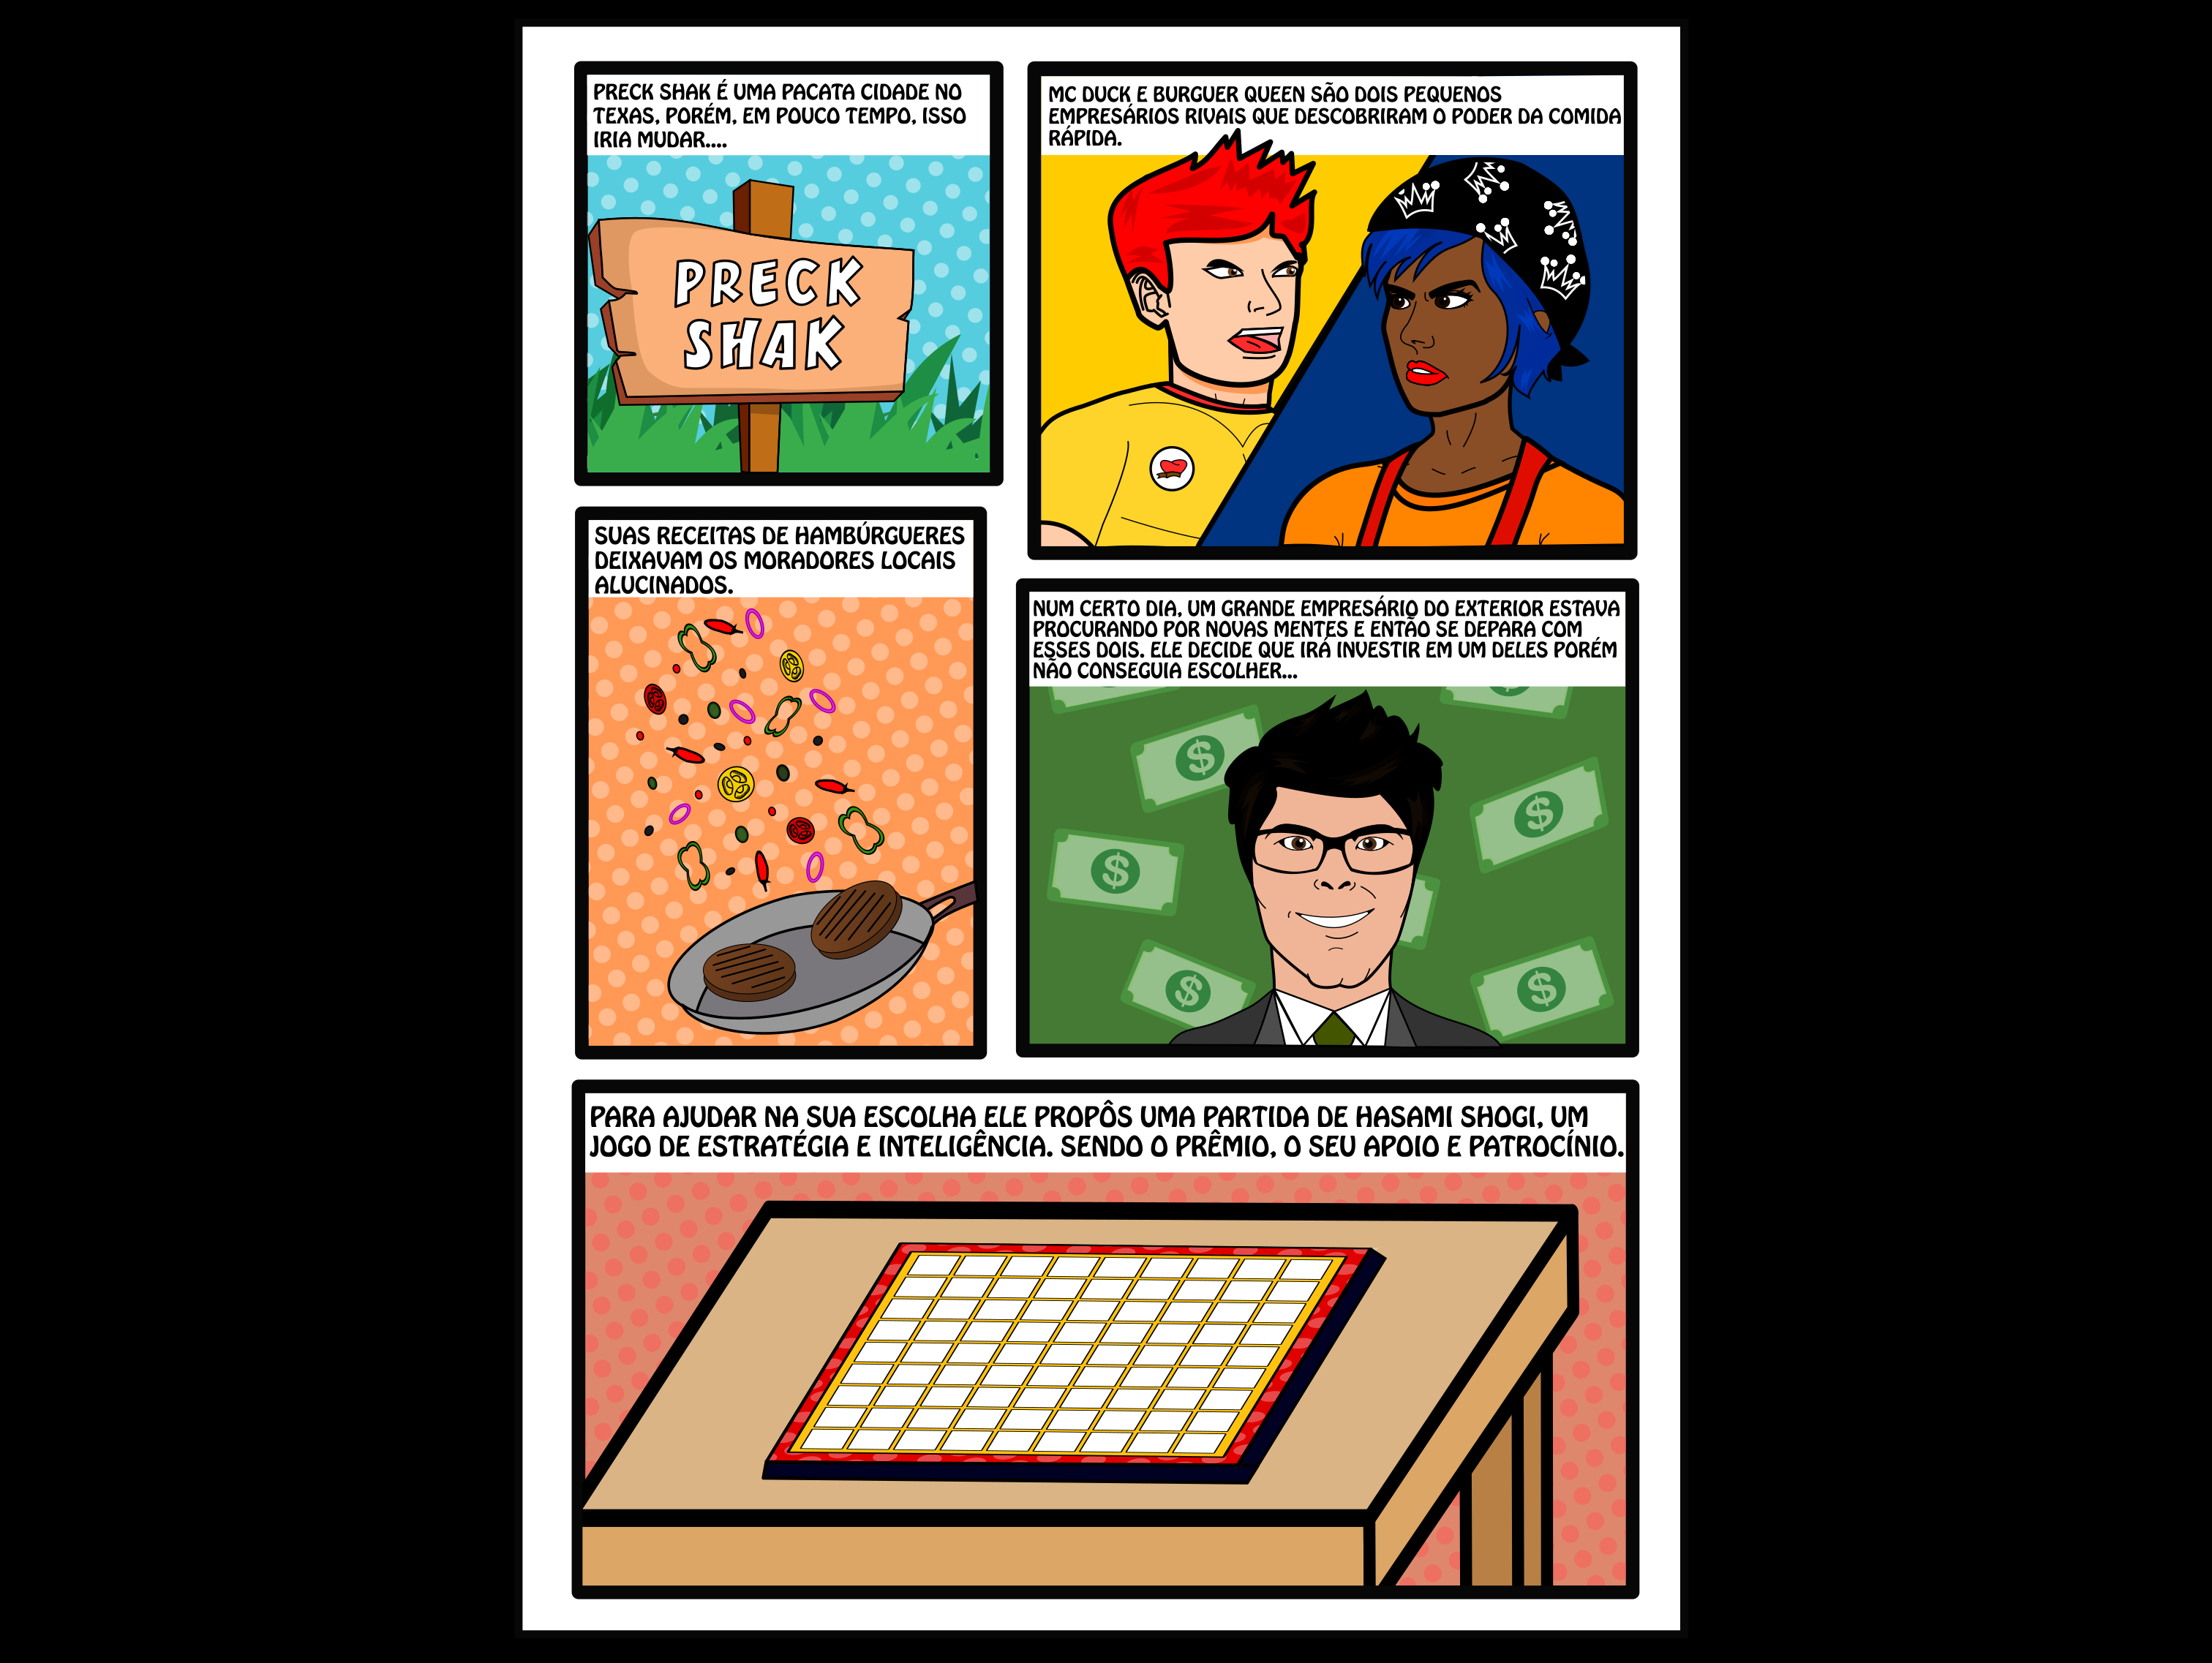 PRECK SHAK É UMA PACATA CIDADE NO
TEXAS, PORÉM, EM POUCO TEMPO, ISSO
IRIA MUDAR....
PRECK
SHAK
MC DUCK E BURGUER QUEEN SÃO DOIS PEQUENOS
EMPRESÁRIOS RIVAIS QUE DESCOBRIRAM O PODER DA COMIDA
RÁPIDA.
SUAS RECEITAS DE HAMBÚRGUERES
DEIXAVAM OS MORADORES LOCAIS
ALUCINADOS.
NUM CERTO DIA, UM GRANDE EMPRESÁRIO DO EXTERIOR ESTAVA
PROCURANDO POR NOVAS MENTES E ENTÃO SE DEPARA COM
ESSES DOIS. ELE DECIDE QUE IRÁ INVESTIR EM UM DELES PORÉM
NÃO CONSEGUIA ESCOLHER...
$
$
$
$
$
PARA AJUDAR NA SUA ESCOLHA ELE PROPÔS UMA PARTIDA DE HASAMI SHOGI, UM
JOGO DE ESTRATÉGIA E INTELIGÊNCIA. SENDO O PRÊMIO, O SEU APOIO E PATROCÍNIO.